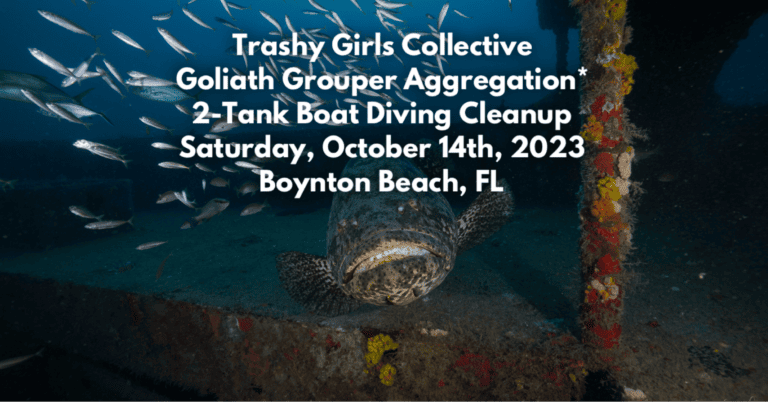 Trashy Girls Collective
Goliath Grouper Aggregation*
2-Tank Boat Diving Cleanup
Saturday, October 14th, 2023
Boynton Beach, FL